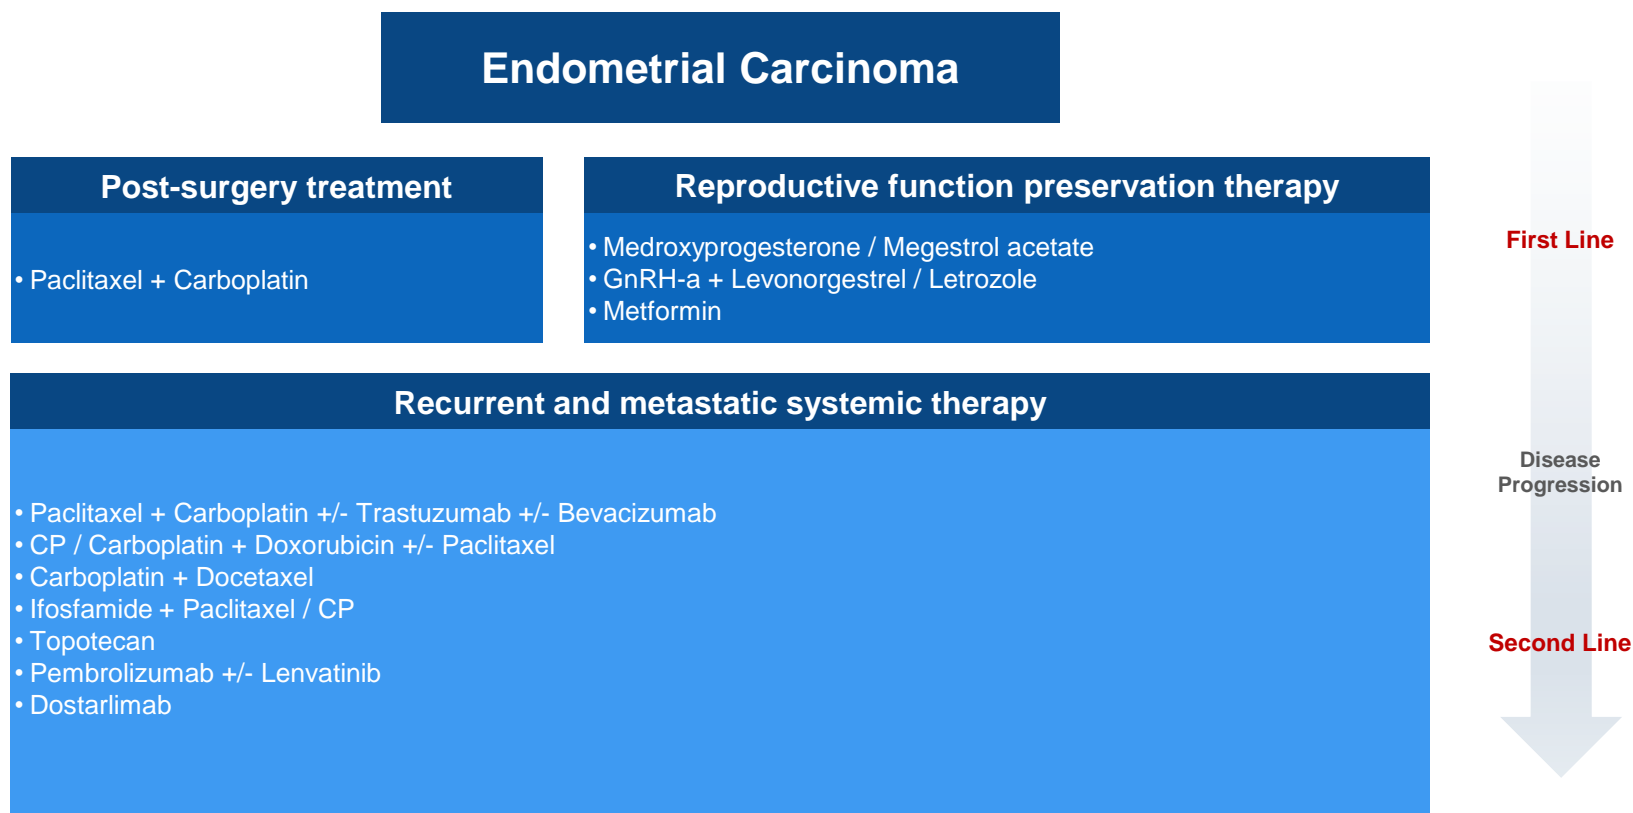 Endometrial Carcinoma
Post-surgery treatment
• Paclitaxel + Carboplatin
Reproductive function preservation therapy
• Medroxyprogesterone / Megestrol acetate
• GnRH-a + Levonorgestrel / Letrozole
• Metformin
First Line
Recurrent and metastatic systemic therapy
• Paclitaxel + Carboplatin +/- Trastuzumab +/- Bevacizumab
• CP / Carboplatin + Doxorubicin +/- Paclitaxel
• Carboplatin + Docetaxel
• Ifosfamide + Paclitaxel / CP
• Topotecan
• Pembrolizumab +/- Lenvatinib
• Dostarlimab
Disease
Progression
Second Line